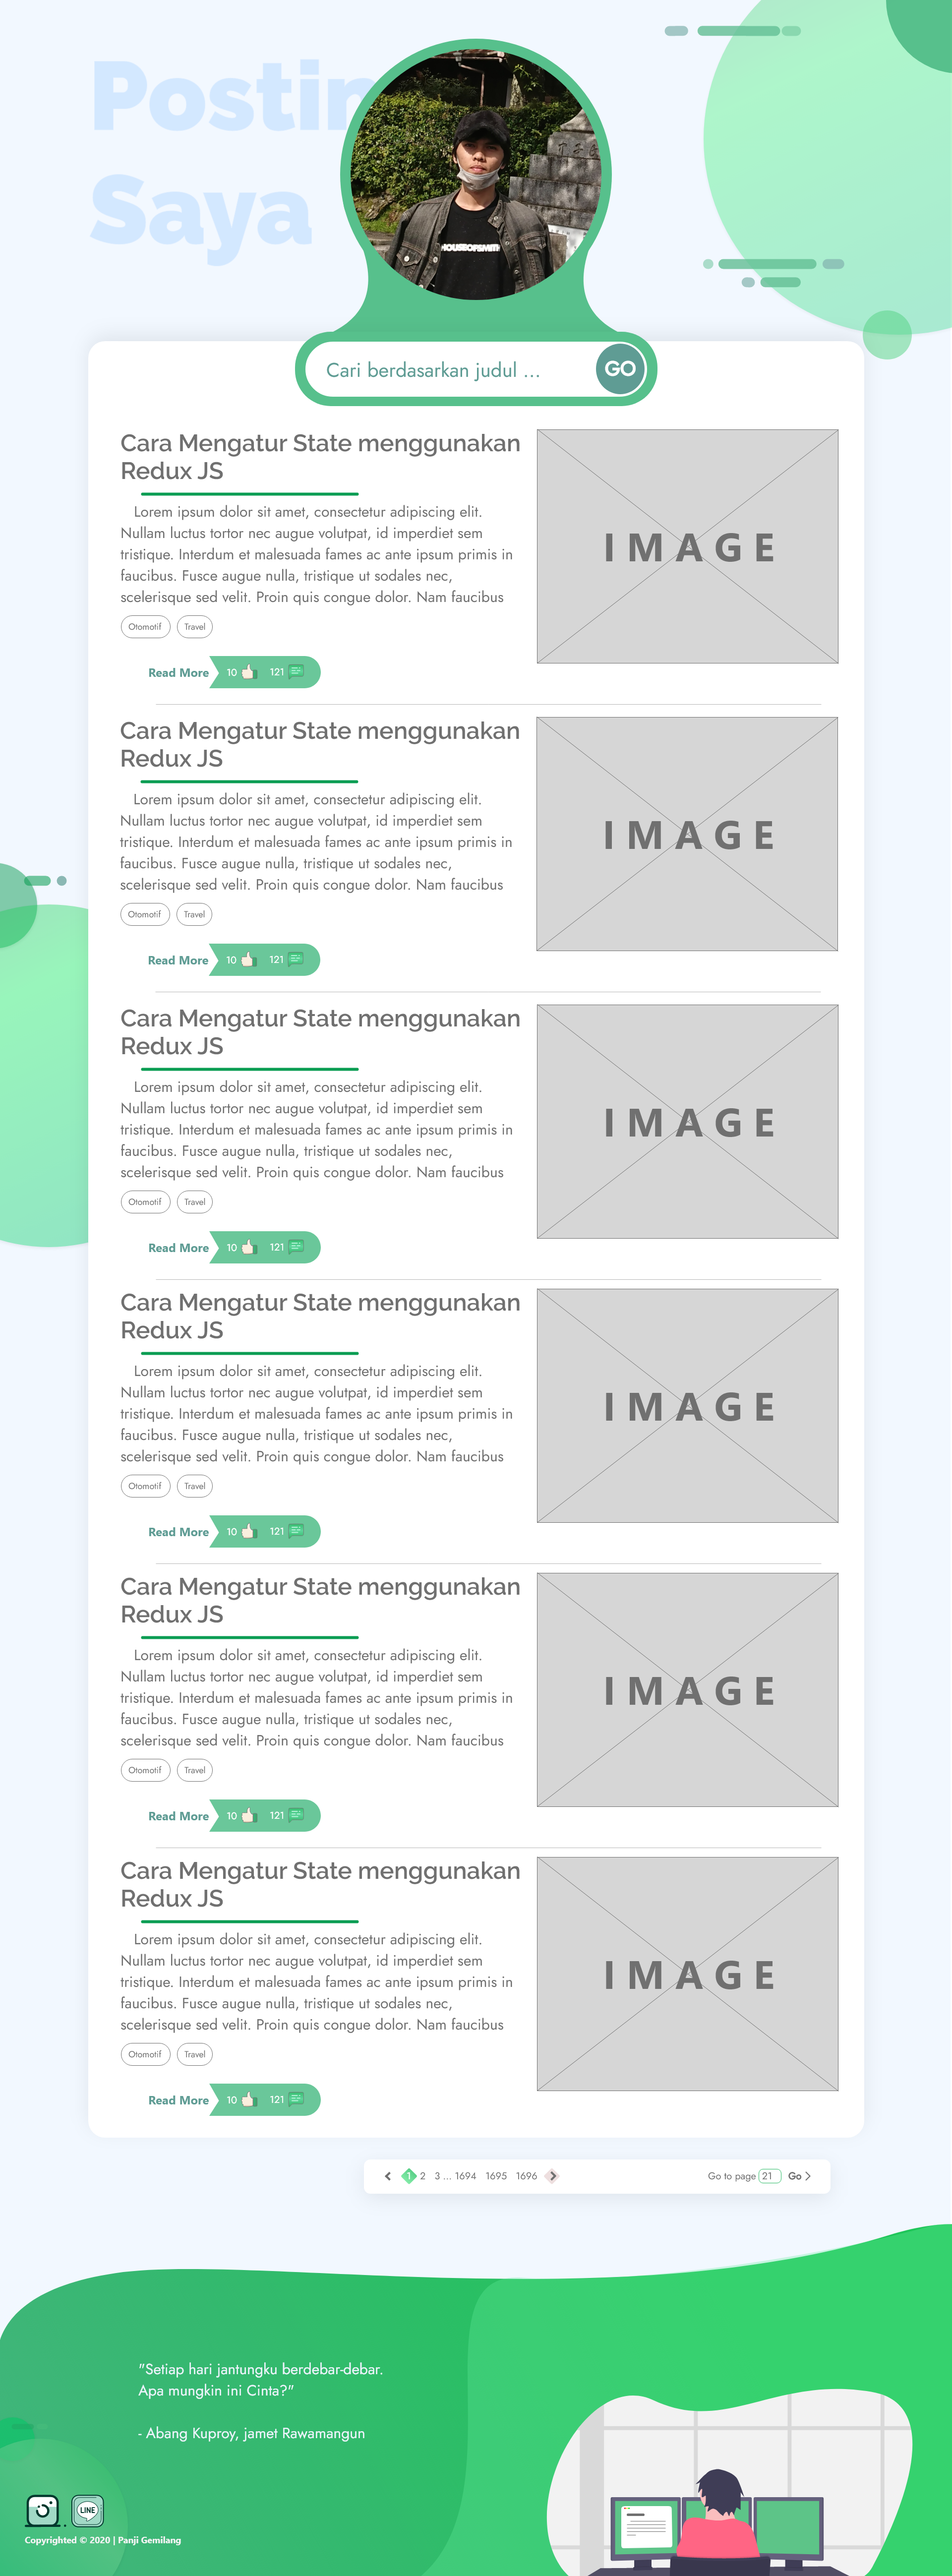 Postin
Saya
HOUSEOFSMITH
Cari berdasarkan judul ...
GO
Cara Mengatur State menggunakan
Redux JS
Lorem ipsum dolor sit amet, consectetur adipiscing elit.
Nullam luctus tortor nec augue volutpat, id imperdiet sem
tristique. Interdum et malesuada fames ac ante ipsum primis in
faucibus. Fusce augue nulla, tristique ut sodales nec,
scelerisque sed velit. Proin quis congue dolor. Nam faucibus
Otomotif Travel
Read More 10 121
IMAGE
Cara Mengatur State menggunakan
Redux JS
Lorem ipsum dolor sit amet, consectetur adipiscing elit.
Nullam luctus tortor nec augue volutpat, id imperdiet sem
tristique. Interdum et malesuada fames ac ante ipsum primis in
faucibus. Fusce augue nulla, tristique ut sodales nec,
scelerisque sed velit. Proin quis congue dolor. Nam faucibus
Otomotif Travel
Read More 10 121
IMAGE
Cara Mengatur State menggunakan
Redux JS
Lorem ipsum dolor sit amet, consectetur adipiscing elit.
Nullam luctus tortor nec augue volutpat, id imperdiet sem
tristique. Interdum et malesuada fames ac ante ipsum primis in
faucibus. Fusce augue nulla, tristique ut sodales nec,
scelerisque sed velit. Proin quis congue dolor. Nam faucibus
Otomotif Travel
Read More 10 121
IMAGE
Cara Mengatur State menggunakan
Redux JS
Lorem ipsum dolor sit amet, consectetur adipiscing elit.
Nullam luctus tortor nec augue volutpat, id imperdiet sem
tristique. Interdum et malesuada fames ac ante ipsum primis in
faucibus. Fusce augue nulla, tristique ut sodales nec,
scelerisque sed velit. Proin quis congue dolor. Nam faucibus
Otomotif Travel
Read More 10 121
IMAGE
Cara Mengatur State menggunakan
Redux JS
Lorem ipsum dolor sit amet, consectetur adipiscing elit.
Nullam luctus tortor nec augue volutpat, id imperdiet sem
tristique. Interdum et malesuada fames ac ante ipsum primis in
faucibus. Fusce augue nulla, tristique ut sodales nec,
scelerisque sed velit. Proin quis congue dolor. Nam faucibus
Otomotif Travel
Read More 10 121
IMAGE
Cara Mengatur State menggunakan
Redux JS
Lorem ipsum dolor sit amet, consectetur adipiscing elit.
Nullam luctus tortor nec augue volutpat, id imperdiet sem
tristique. Interdum et malesuada fames ac ante ipsum primis in
faucibus. Fusce augue nulla, tristique ut sodales nec,
scelerisque sed velit. Proin quis congue dolor. Nam faucibus
Otomotif Travel
Read More 10 121
IMAGE
1 2 3 ... 1694 1695 1696 Go to page 21 Go
"Setiap hari jantungku berdebar-debar.
Apa mungkin ini Cinta?"
- Abang Kuproy, jamet Rawamangun
LINE
Copyrighted © 2020 | Panji Gemilang